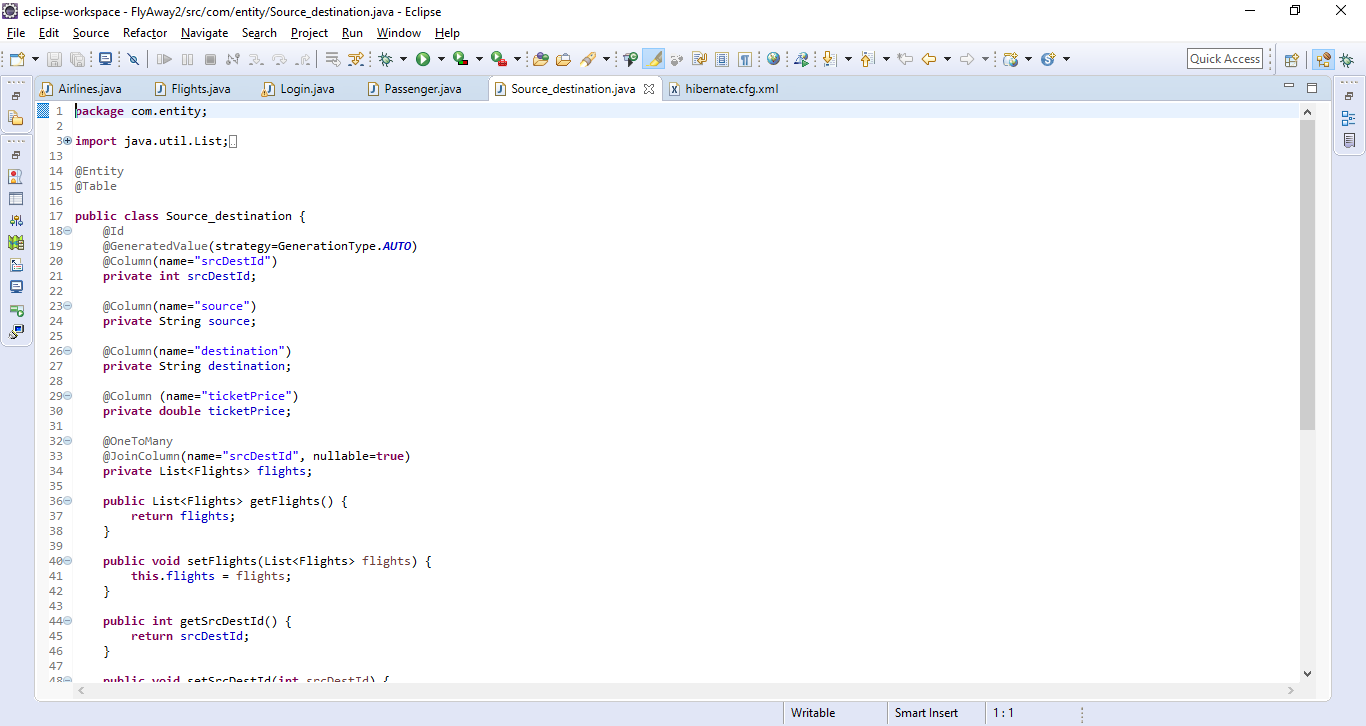 eclipse-workspace - FlyAway2/src/com/entity/Source_destination.java - Eclipse
File Edit Source Refactor Navigate Search Project Run Window Help
Quick Access
Airlines.java Flights.java Login.java Passenger.java Source_destination.java hibernate.cfg.xml
1 package com.entity;
2
3 import java.util.List;
13
14 @Entity
15 @Table
16
17 public class Source_destination {
18 @Id
19 @GeneratedValue(strategy=GenerationType.AUTO)
20 @Column(name="srcDestId")
21 private int srcDestId;
22
23 @Column(name="source")
24 private String source;
25
26 @Column(name="destination")
27 private String destination;
28
29 @Column (name="ticketPrice")
30 private double ticketPrice;
31
32 @OneToMany
33 @JoinColumn(name="srcDestId", nullable=true)
34 private List<Flights> flights;
35
36 public List<Flights> getFlights() {
37 return flights;
38 }
39
40 public void setFlights(List<Flights> flights) {
41 this.flights = flights;
42 }
43
44 public int getSrcDestId() {
45 return srcDestId;
46 }
47
48 public void setSrcDestId(int srcDestId) {
Writable Smart Insert 1 : 1